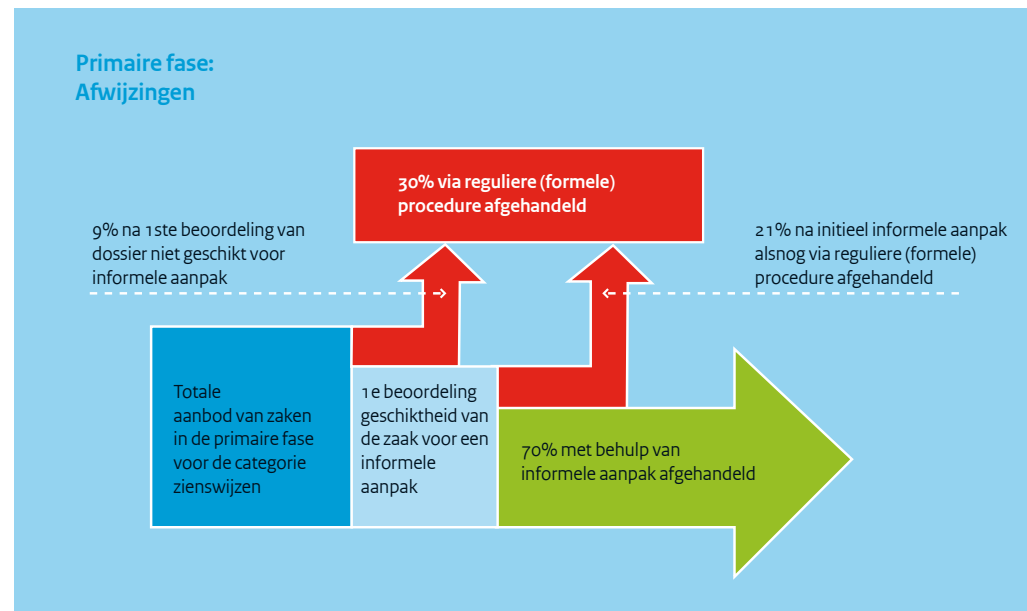 Primaire fase:
Afwijzingen
30% via reguliere (formele)
procedure afgehandeld
9% na 1ste beoordeling van
dossier niet geschikt voor
informele aanpak
21% na initieel informele aanpak
alsnog via reguliere (formele)
procedure afgehandeld
Totale
aanbod van zaken
in de primaire fase
voor de categorie
zienswijzen
1e beoordeling
geschiktheid van
de zaak voor een
informele
aanpak
70% met behulp van
informele aanpak afgehandeld